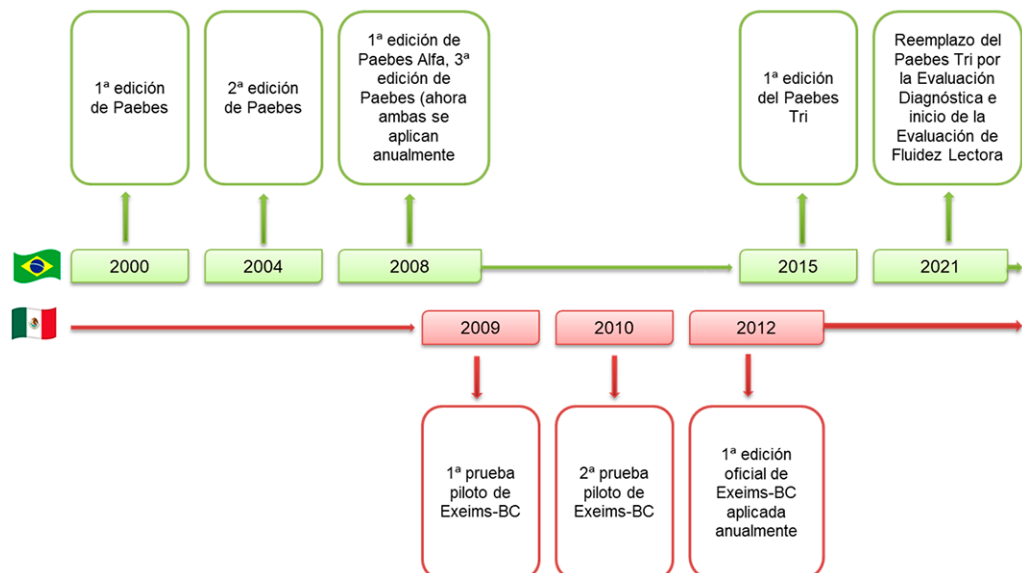 1ª edición
de Paebes
2ª edición
de Paebes
1ª edición de
Paebes Alfa, 3ª
edición de
Paebes (ahora
ambas se
aplican
anualmente
1ª edición
del Paebes
Tri
Reemplazo del
Paebes Tri por
la Evaluación
Diagnóstica e
inicio de la
Evaluación de
Fluidez Lectora
2000
2004
2008
2015
2021
2009
2010
2012
1ª prueba
piloto de
Exeims-BC
2ª prueba
piloto de
Exeims-BC
1ª edición
oficial de
Exeims-BC
aplicada
anualmente